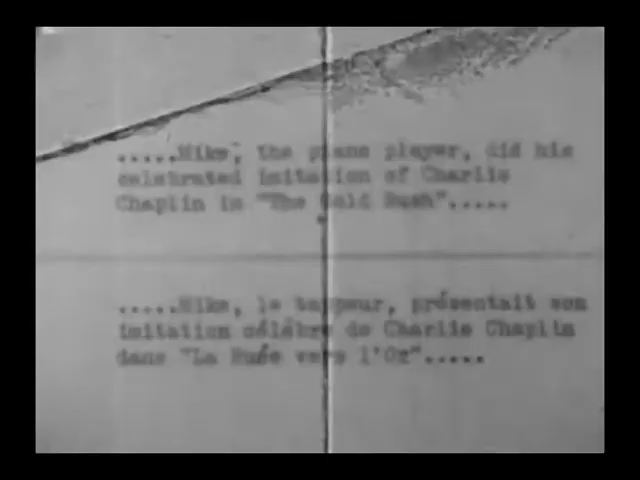 .....Mike, the piano player, did his
celebrated imitation of Charlie
Chaplin in "The Gold Rush".....
.....Mike, le tappeur, présentait son
imitation célèbre de Charlie Chaplin
dans "La Ruée vers l'Or".....